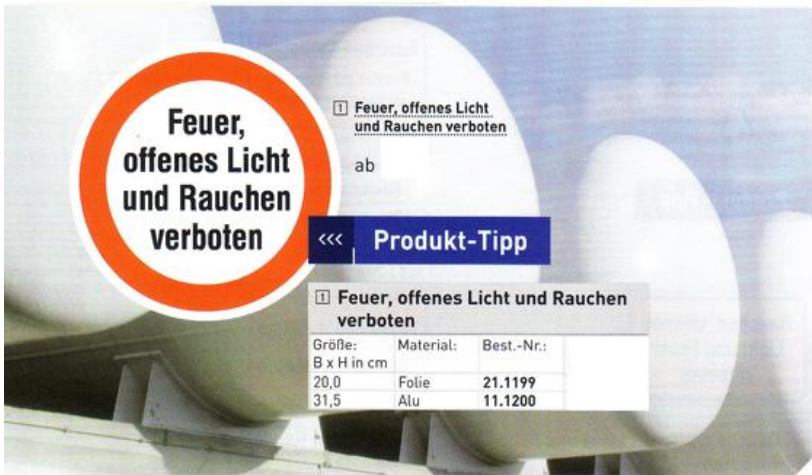 Feuer,
offenes Licht
und Rauchen
verboten
1 Feuer, offenes Licht
und Rauchen verboten
ab
<<< Produkt-Tipp
1 Feuer, offenes Licht und Rauchen
verboten
Größe: Material: Best.-Nr.:
B x H in cm
20,0 Folie 21.1199
31,5 Alu 11.1200